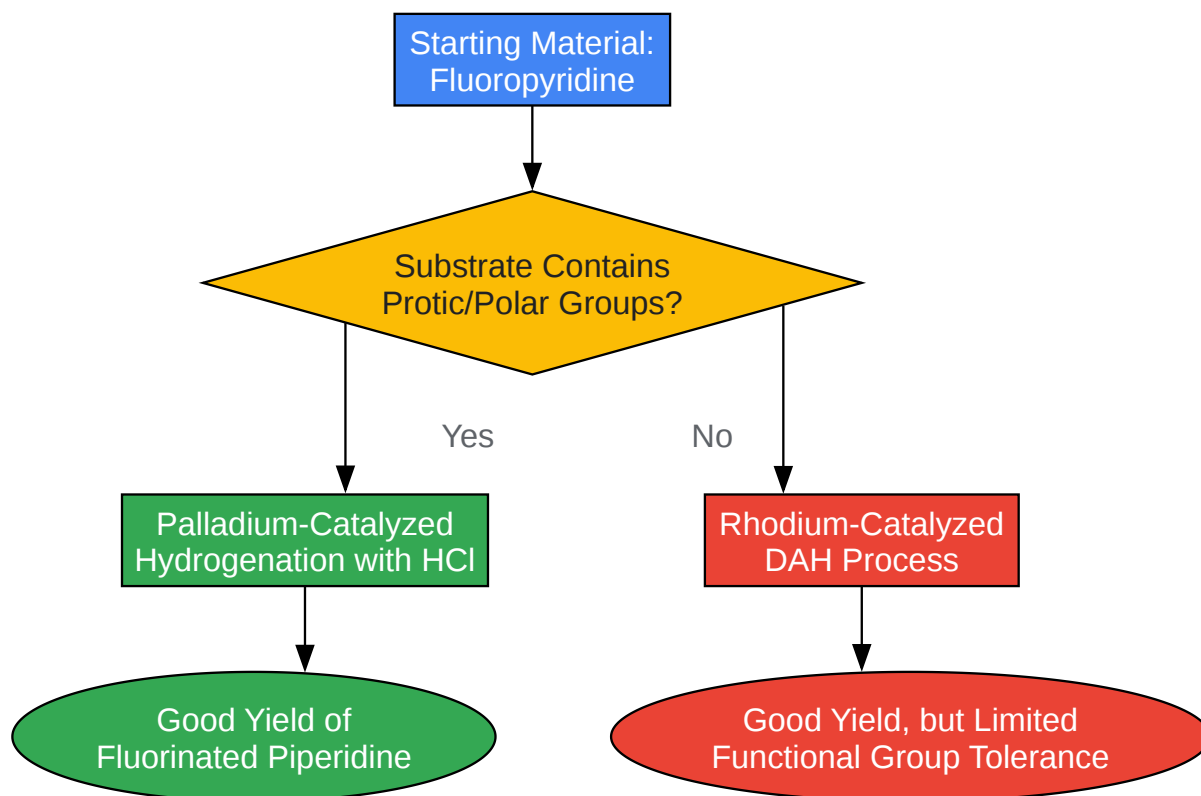 Starting Material:
Fluoropyridine
Substrate Contains
Protic/Polar Groups?
Yes
No
Palladium-Catalyzed
Hydrogenation with HCl
Rhodium-Catalyzed
DAH Process
Good Yield of
Fluorinated Piperidine
Good Yield, but Limited
Functional Group Tolerance